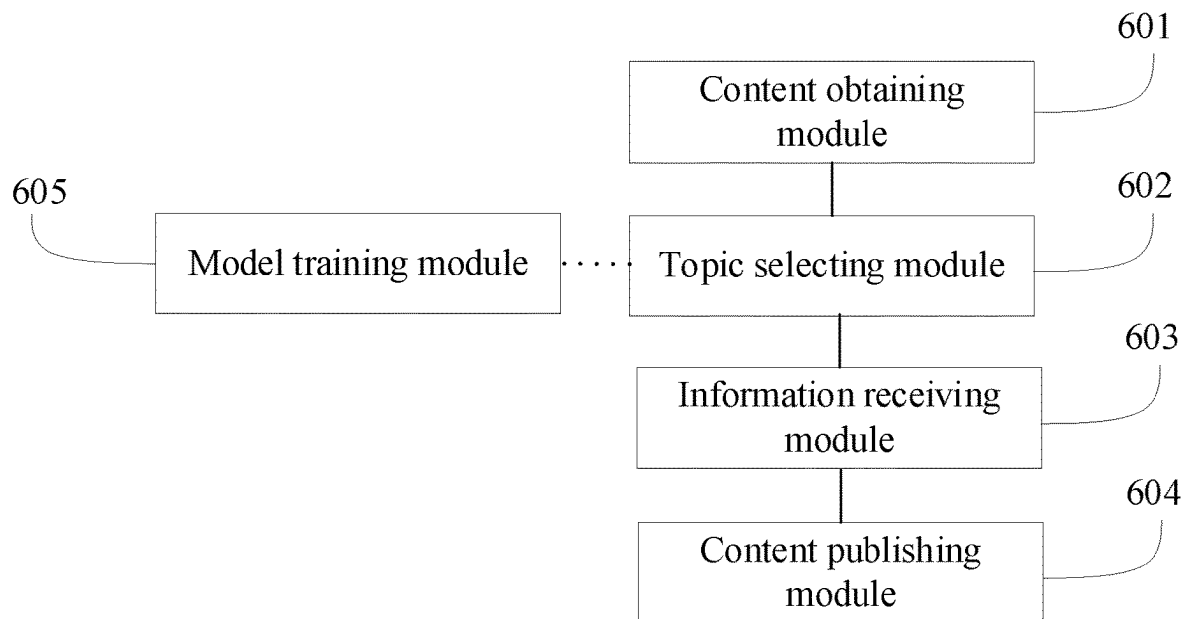 601
Content obtaining
module
605
602
Model training module
Topic selecting module
603
Information receiving
module
604
Content publishing
module